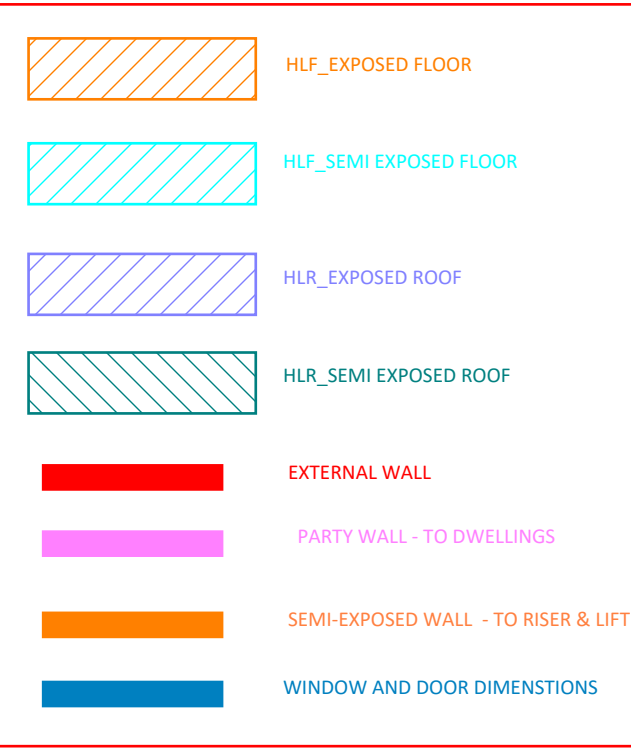 HLF_EXPOSED FLOOR
HLF_SEMI EXPOSED FLOOR
HLR_EXPOSED ROOF
HLR_SEMI EXPOSED ROOF
EXTERNAL WALL
PARTY WALL - TO DWELLINGS
SEMI-EXPOSED WALL - TO RISER & LIFT
WINDOW AND DOOR DIMENSTIONS